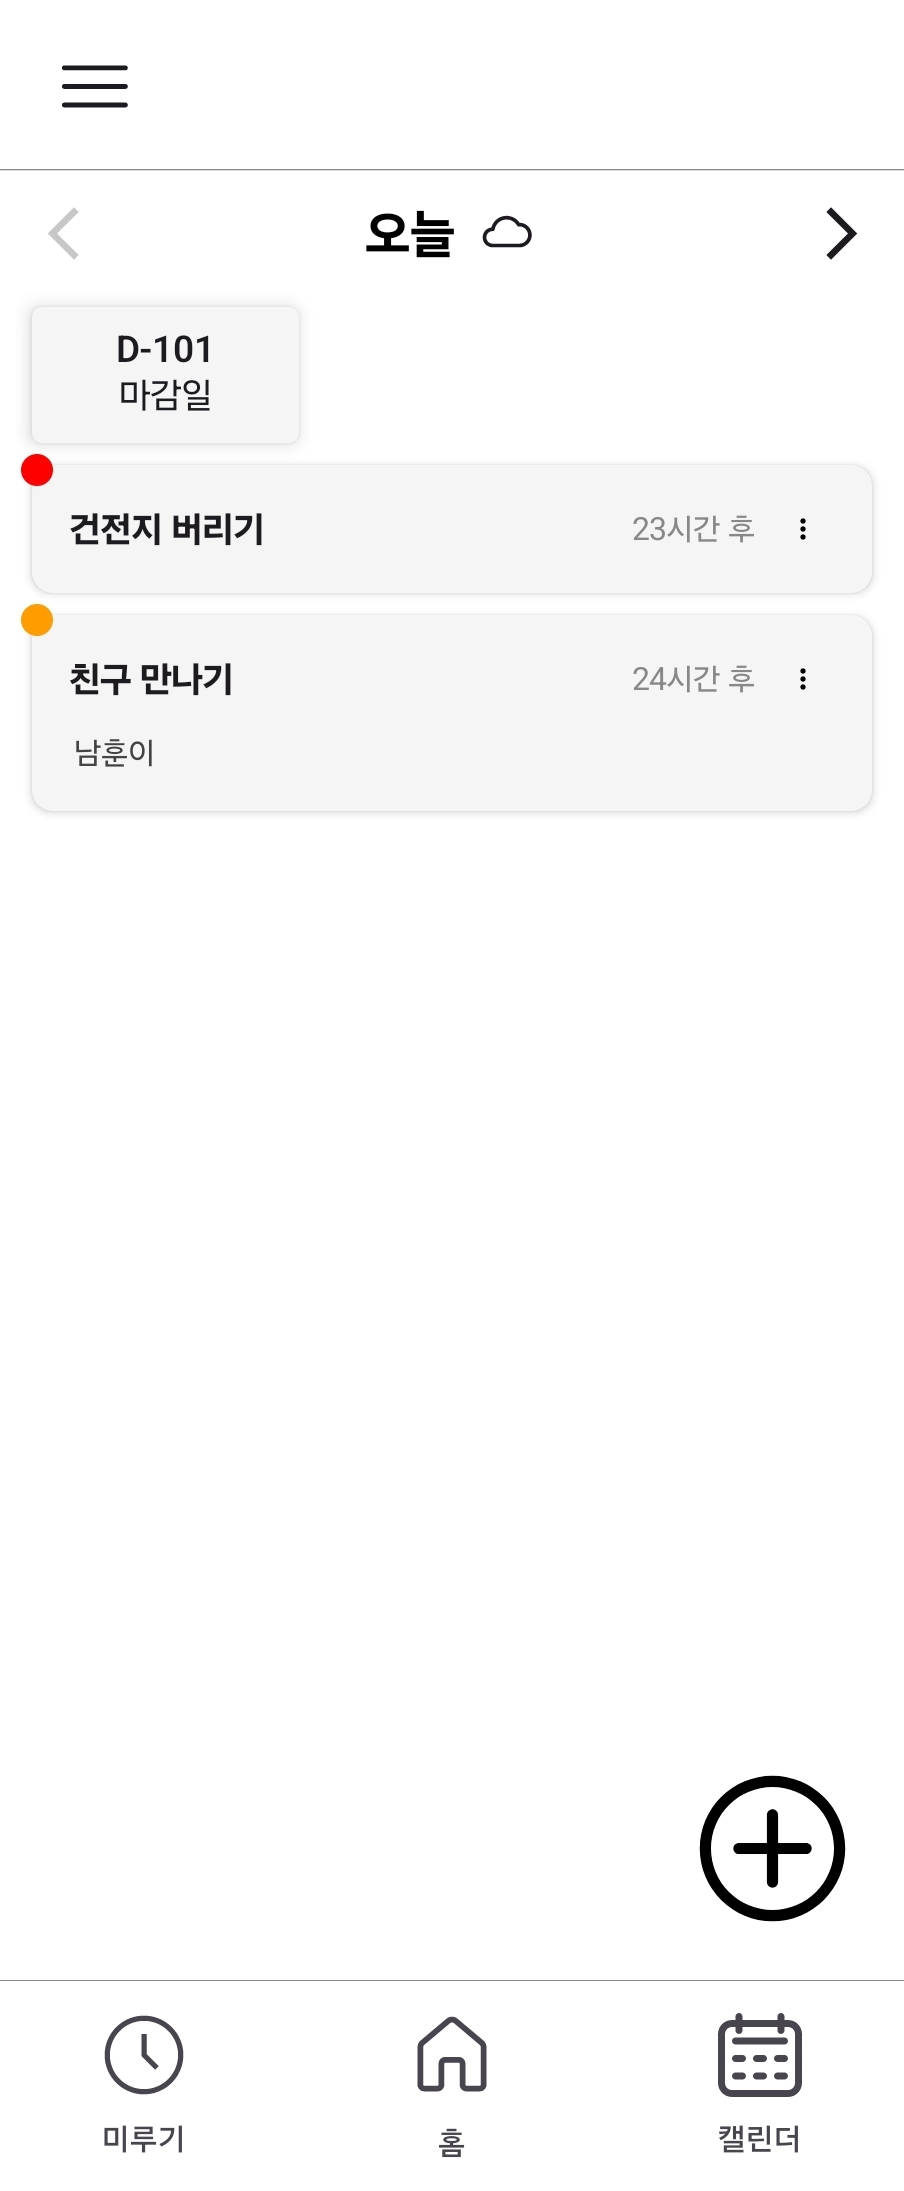 오늘
D-101
마감일
건전지 버리기 23시간 후
친구 만나기 24시간 후
남훈이
미루기 홈 캘린더